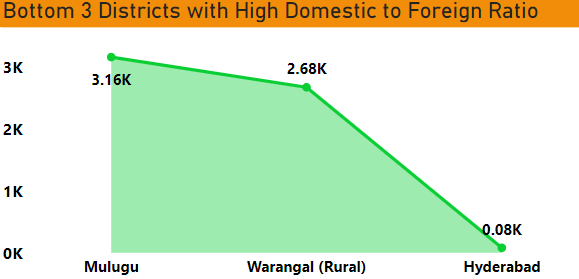 Bottom 3 Districts with High Domestic to Foreign Ratio
3K
3.16K
2.68K
2K
1K
0.08K
0K
Mulugu Warangal (Rural) Hyderabad